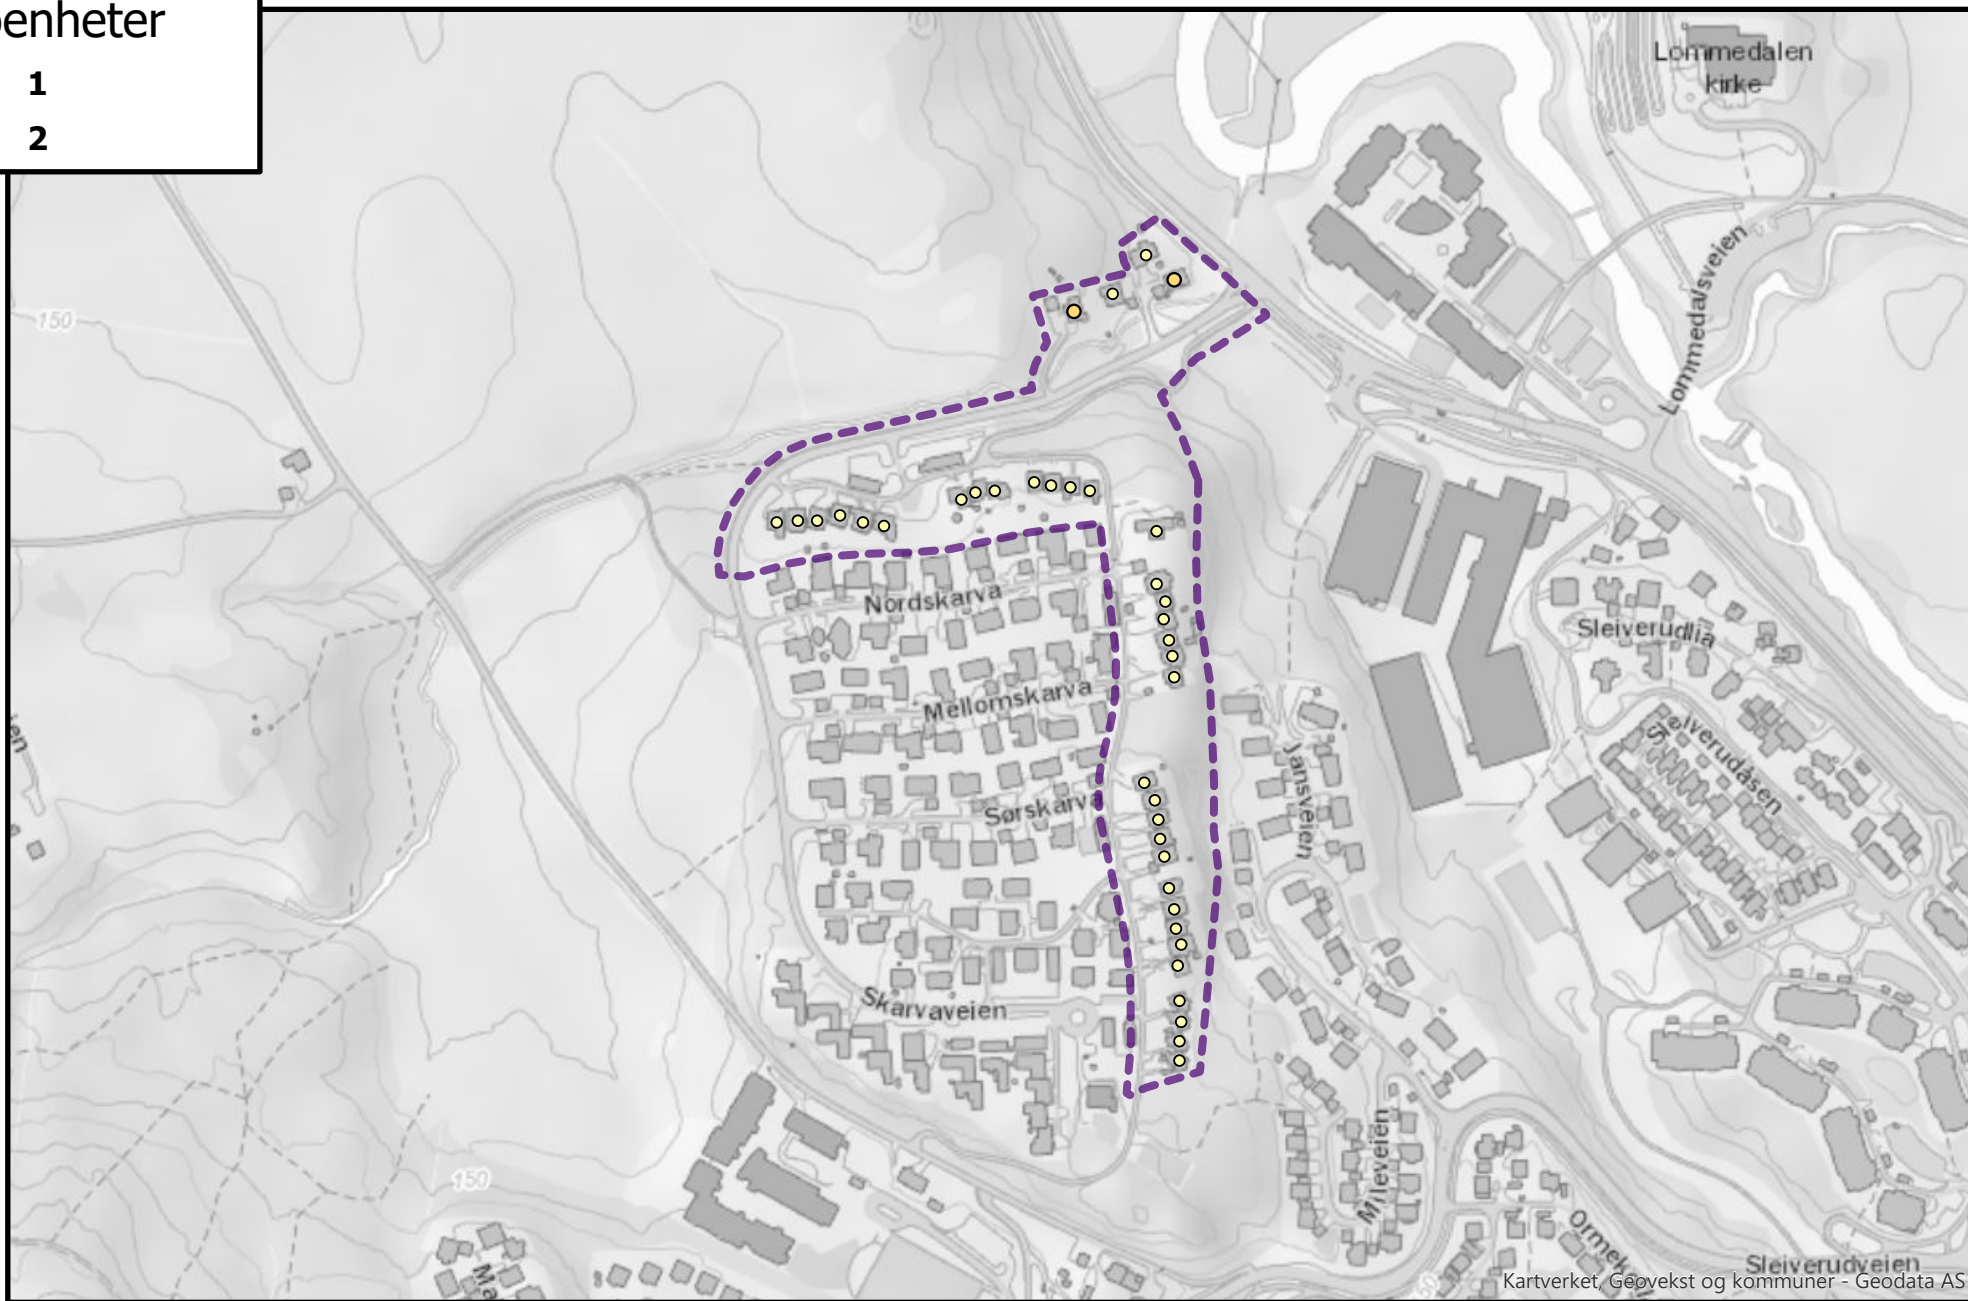 enheter
1
2
Lommedalen
kirke
Lommedalsveien
150
Nordskarva
Sleiverudlia
Mellomskarva
Sleiverudåsen
Jansveien
Sørskarva
Skarvaveien
Mileveien
150
Sleiverudveien
Kartverket, Geovekst og kommuner - Geodata AS